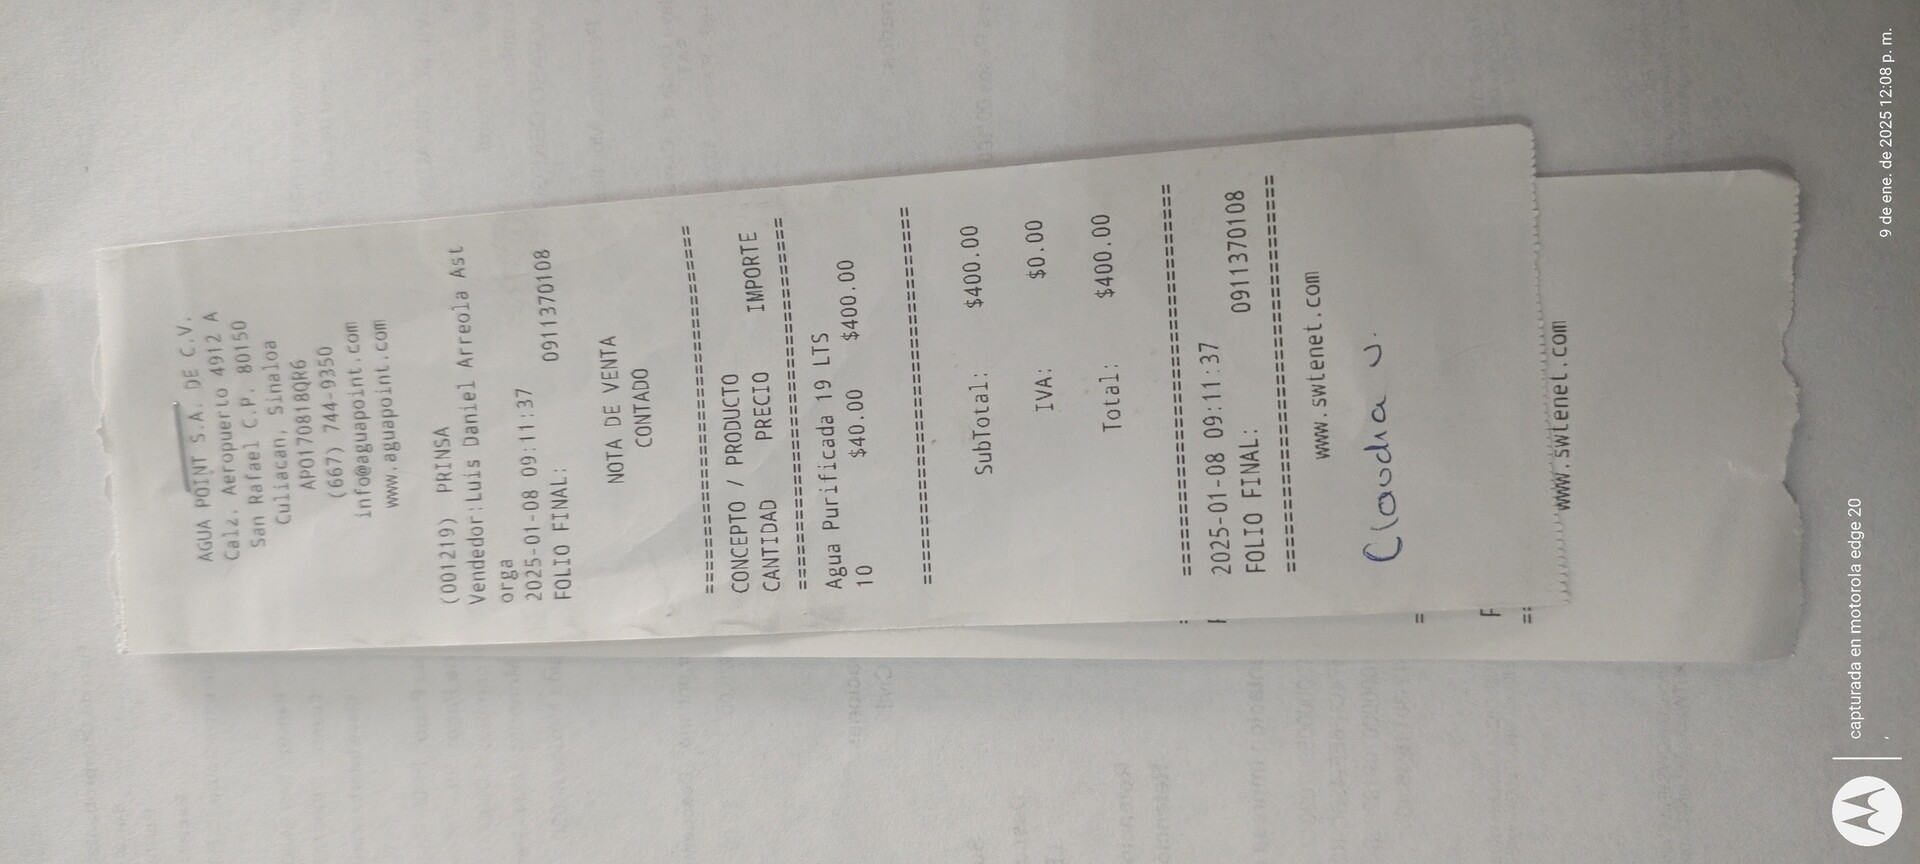 AGUA POINT S.A. DE C.V.
Calz. Aeropuerto 4912 A
San Rafael C.P. 80150
Culiacan, Sinaloa
APO170818QR6
(667) 744-9350
info@aguapoint.com
www.aguapoint.com
(001219) PRINSA
Vendedor:Luis Daniel Arreola Ast
orga
2025-01-08 09:11:37
FOLIO FINAL: 0911370108
NOTA DE VENTA
CONTADO
================================
CONCEPTO / PRODUCTO
CANTIDAD PRECIO IMPORTE
================================
Agua Purificada 19 LTS
10 $40.00 $400.00
================================
SubTotal: $400.00
IVA: $0.00
Total: $400.00
================================
2025-01-08 09:11:37
FOLIO FINAL: 0911370108
================================
www.swtenet.com
Claudia V.
www.swtenet.com
capturada en motorola edge 20
9 de ene. de 2025 12:08 p. m.